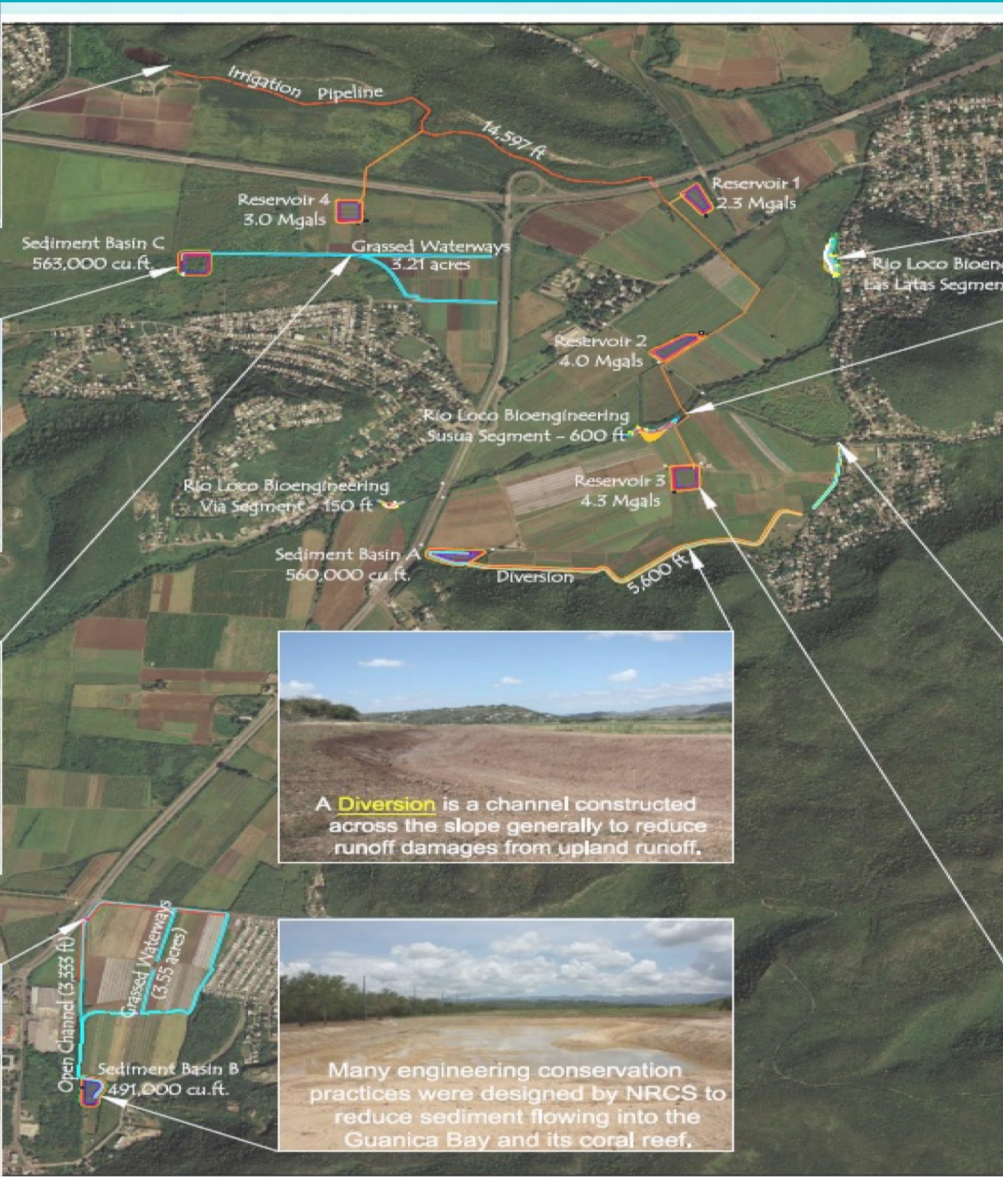 Irrigation Pipeline
14,597 ft
Reservoir 1
2.3 Mgals
Reservoir 4
3.0 Mgals
Sediment Basin C
563,000 cu.ft.
Grassed Waterways
3.21 acres
Rio Loco Bioen
Las Latas Segmen
Reservoir 2
4.0 Mgals
Rio Loco Bioengineering
Susua Segment - 600 ft
Reservoir 3
4.3 Mgals
Rio Loco Bioengineering
Via Segment - 150 ft
Sediment Basin A
560,000 cu.ft.
Diversion
5,600 ft
A Diversion is a channel constructed
across the slope generally to reduce
runoff damages from upland runoff.
Open Channel (3,333 ft)
Grassed Waterways
(3.55 acres)
Sediment Basin B
491,000 cu.ft.
Many engineering conservation
practices were designed by NRCS to
reduce sediment flowing into the
Guanica Bay and its coral reef.